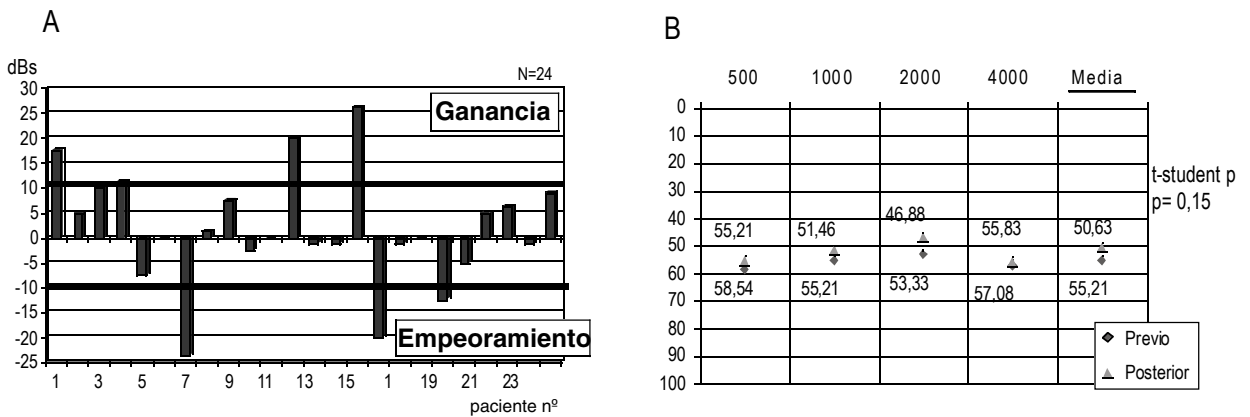 A
dBs
N=24
30
25
20
15
10
5
0
-5
-10
-15
-20
-25
Ganancia
Empeoramiento
1 3 5 7 9 11 13 15 1 19 21 23
paciente nº
B
500 1000 2000 4000 Media
0
10
20
30
40
50
60
70
80
90
100
55,21 51,46 46,88 55,83 50,63
58,54 55,21 53,33 57,08 55,21
t-student p
p= 0,15
Previo
Posterior